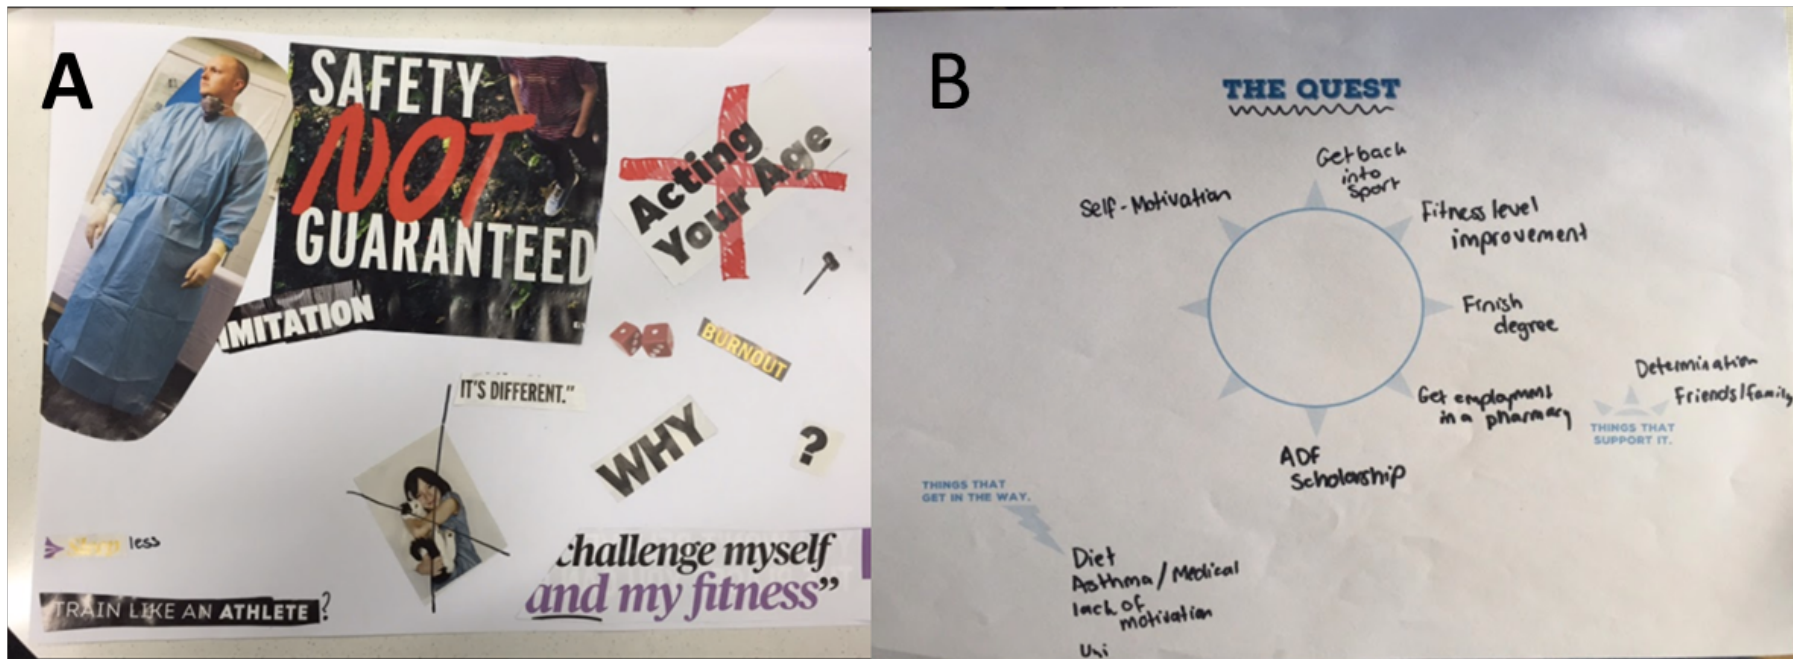 A
SAFETY
NOT
GUARANTEED
IMITATION
Acting
Your Age
BURNOUT
IT'S DIFFERENT."
WHY
?
less
challenge myself
and my fitness"
TRAIN LIKE AN ATHLETE ?
B
THE QUEST
Get back
into
Sport
Self-Motivation
Fitness level
improvement
Finish
degree
Get employment
in a pharmacy
ADF
Scholarship
Determination
Friends/family
THINGS THAT
SUPPORT IT.
THINGS THAT
GET IN THE WAY.
Diet
Asthma / Medical
lack of
motivation
Uni